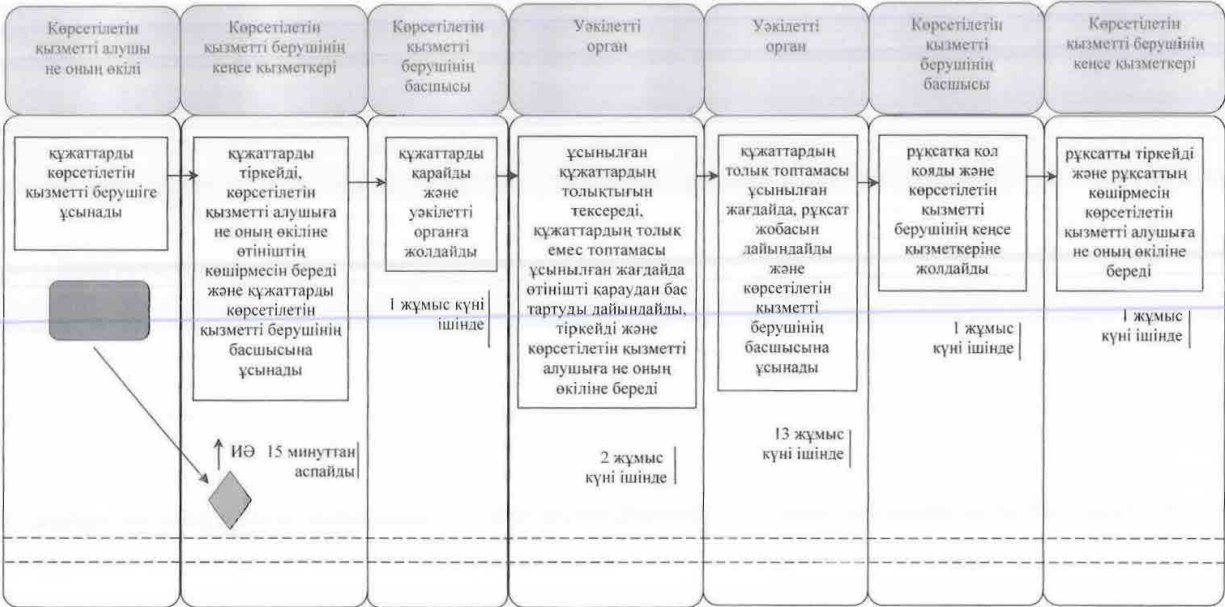 Көрсетілетін
қызметті алушы
не оның өкілі
Көрсетілетін
қызметті берушінің
кеңсе қызметкері
Көрсетілетін
қызметті
берушінің
басшысы
Уәкілетті
орган
Уәкілетті
орган
Көрсетілетін
қызметті
берушінің
басшысы
Көрсетілетін
қызметті берушінің
кеңсе қызметкері
құжаттарды
көрсетілетін
қызметті берушіге
ұсынады
құжаттарды
тіркейді,
көрсетілетін
қызметті алушыға
не оның өкіліне
өтініштің
көшірмесін береді
және құжаттарды
көрсетілетін
қызметті берушінің
басшысына
ұсынады
құжаттарды
қарайды
және
уәкілетті
органға
жолдайды
ұсынылған
құжаттардың
толықтығын
тексереді,
құжаттардың толық
емес топтамасы
ұсынылған жағдайда
өтінішті қараудан бас
тартуды дайындайды,
тіркейді және
көрсетілетін қызметті
алушыға не оның
өкіліне береді
құжаттардың
толық топтамасы
ұсынылған
жағдайда, рұқсат
жобасын
дайындайды
және
көрсетілетін
қызметті
берушінің
басшысына
ұсынады
рұқсатқа қол
қояды және
көрсетілетін
қызметті
берушінің кеңсе
қызметкеріне
жолдайды
рұқсатты тіркейді
және рұқсаттың
көшірмесін
көрсетілетін
қызметті алушыға
не оның өкіліне
береді
1 жұмыс күні
ішінде
1 жұмыс
күні ішінде
1 жұмыс
күні ішінде
ИӘ 15 минуттан
аспайды
2 жұмыс
күні ішінде
13 жұмыс
күні ішінде